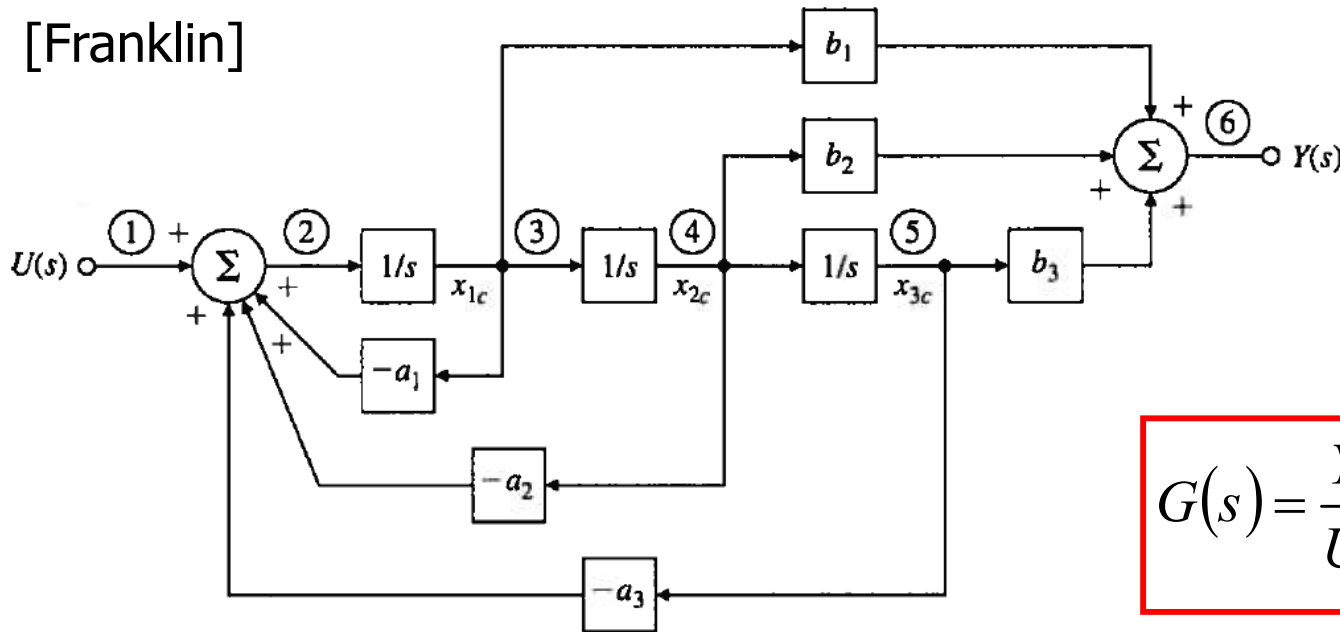 [Franklin]
b₁
+
6
b₂
Σ
Y(s)
+
+
1
+
2
3
4
5
U(s)
Σ
1/s
1/s
1/s
b₃
+
x₁c
x₂c
x₃c
+
+
−a₁
−a₂
G(s)=
−a₃